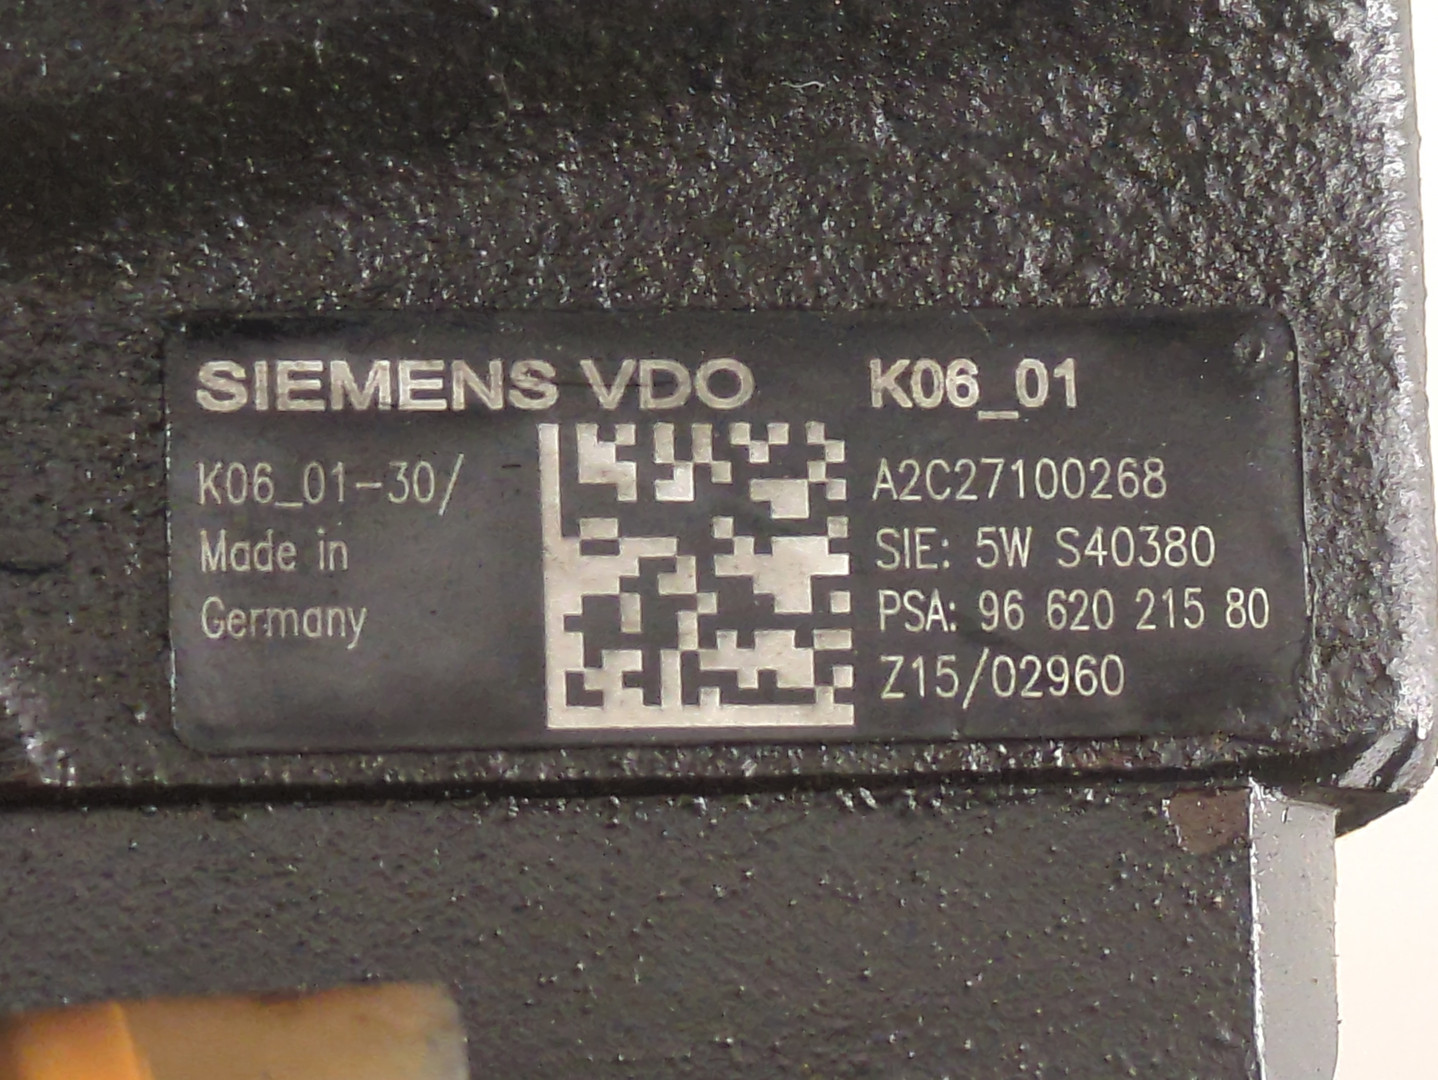 SIEMENS VDO K06_01
K06_01-30/
Made in
Germany
A2C27100268
SIE: 5W S40380
PSA: 96 620 215 80
Z15/02960